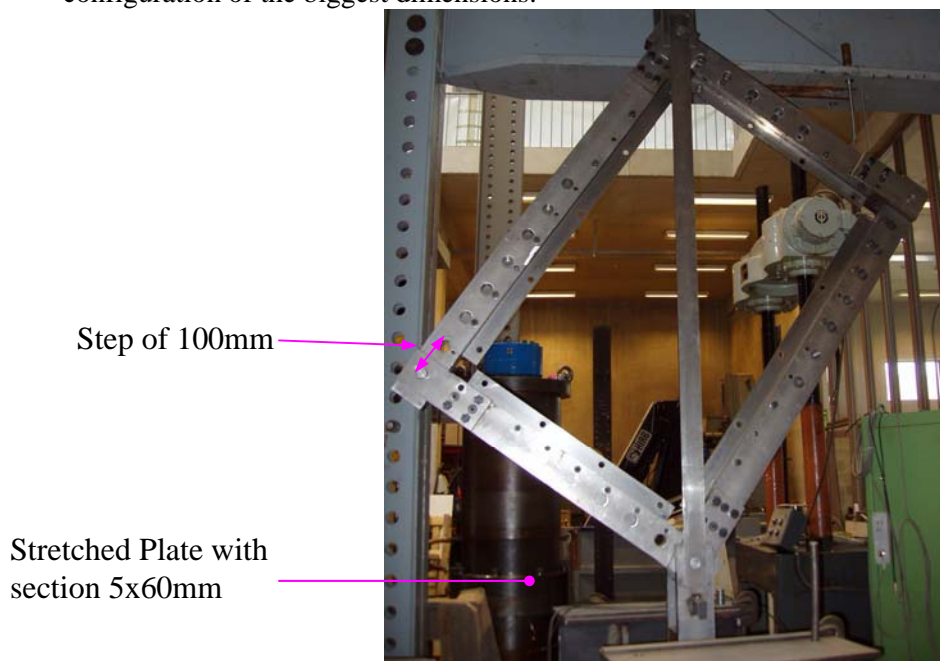 configuration of the biggest dimensions.
Step of 100mm
Stretched Plate with
section 5x60mm